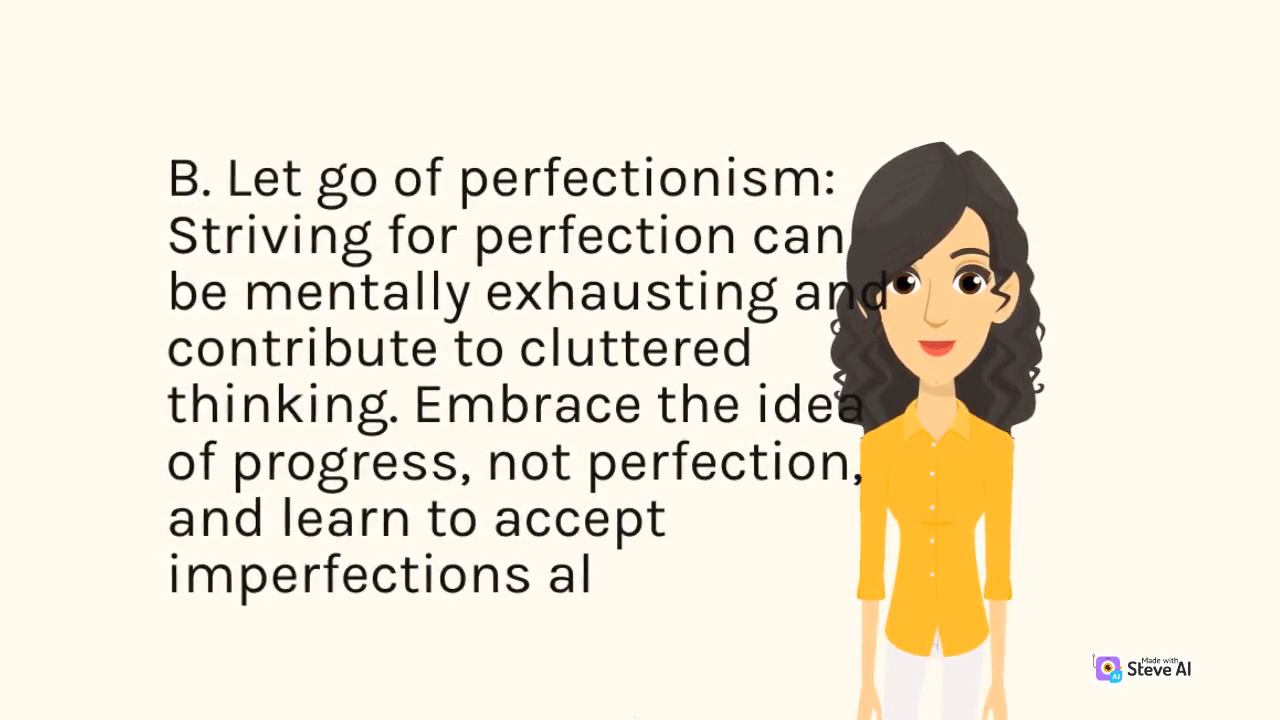 B. Let go of perfectionism:
Striving for perfection can
be mentally exhausting and
contribute to cluttered
thinking. Embrace the idea
of progress, not perfection,
and learn to accept
imperfections al
Made with
Steve AI
AI